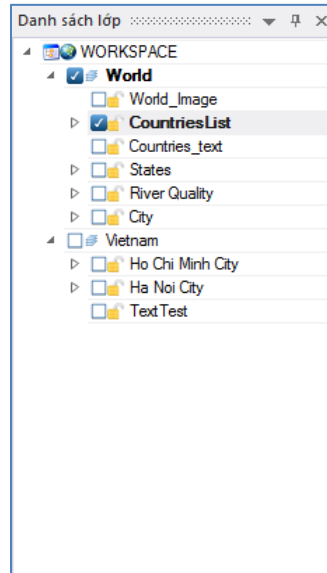 Danh sách lớp
WORKSPACE
World
World_Image
CountriesList
Countries_text
States
River Quality
City
Vietnam
Ho Chi Minh City
Ha Noi City
TextTest